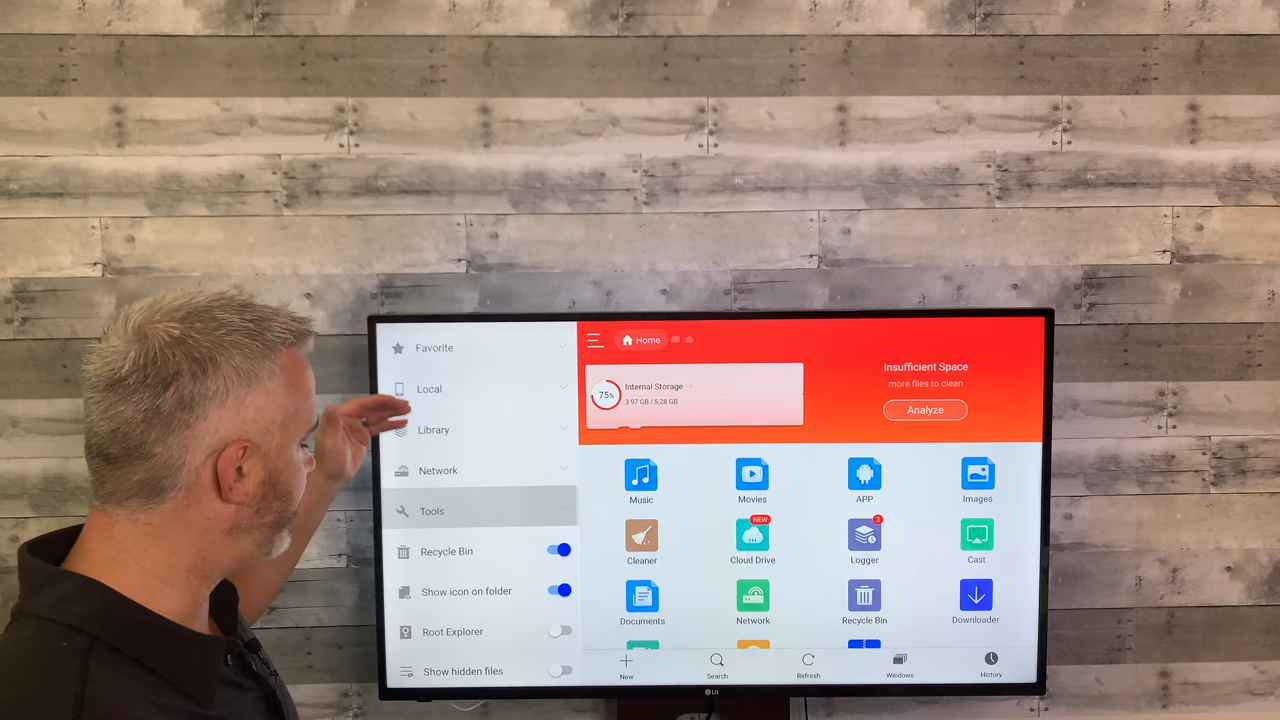 Favorite
Local
Library
Network
Tools
Recycle Bin
Show icon on folder
Root Explorer
Show hidden files
Home
75%
Internal Storage
3.97 GB / 5.28 GB
Insufficient Space
more files to clean
Analyze
Music
Movies
APP
Images
Cleaner
NEW
Cloud Drive
3
Logger
Cast
Documents
Network
Recycle Bin
Downloader
New
Search
Refresh
Windows
History
LG